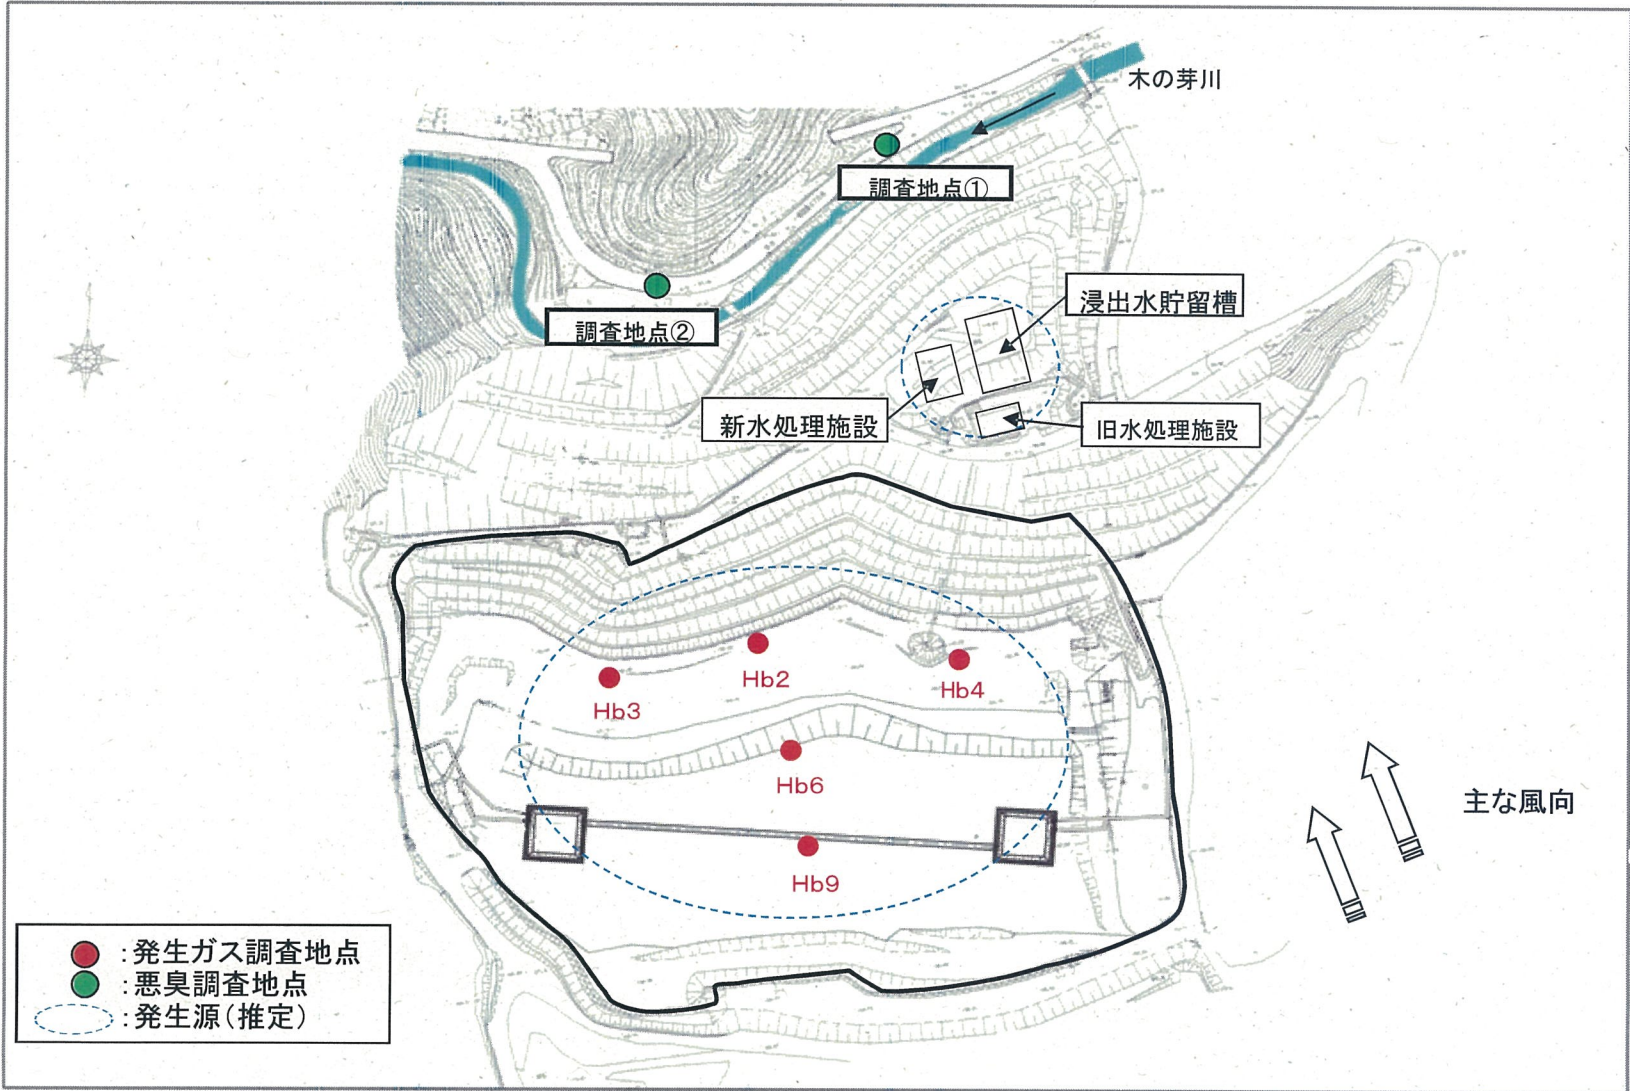 木の芽川
調査地点①
調査地点②
浸出水貯留槽
新水処理施設
旧水処理施設
Hb2
Hb4
Hb3
Hb6
主な風向
Hb9
:発生ガス調査地点
:悪臭調査地点
:発生源(推定)